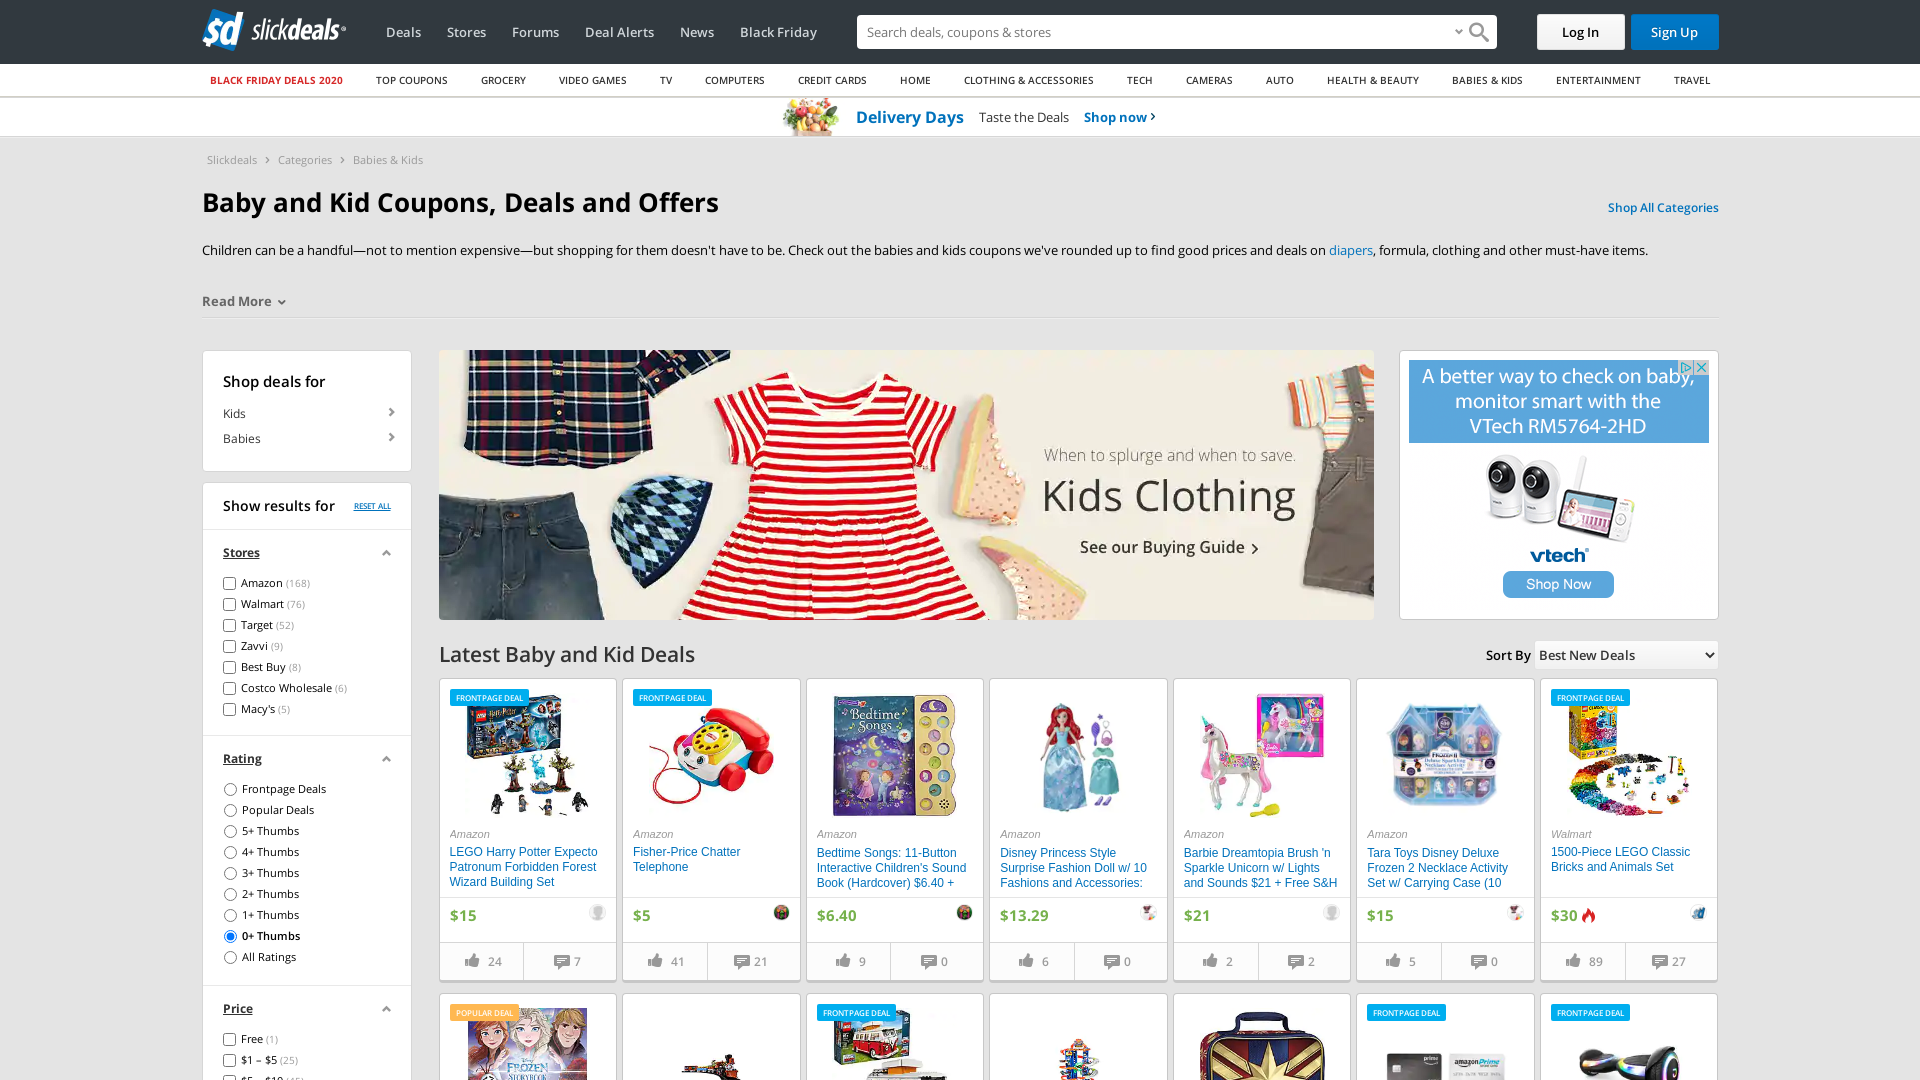 slickdeals
Deals Stores Forums Deal Alerts News Black Friday
Search deals, coupons & stores
Log In
Sign Up
BLACK FRIDAY DEALS 2020 TOP COUPONS GROCERY VIDEO GAMES TV COMPUTERS CREDIT CARDS HOME CLOTHING & ACCESSORIES TECH CAMERAS AUTO HEALTH & BEAUTY BABIES & KIDS ENTERTAINMENT TRAVEL
Delivery Days Taste the Deals Shop now
Slickdeals Categories Babies & Kids
Baby and Kid Coupons, Deals and Offers
Shop All Categories
Children can be a handful—not to mention expensive—but shopping for them doesn't have to be. Check out the babies and kids coupons we've rounded up to find good prices and deals on diapers, formula, clothing and other must-have items.
Read More
Shop deals for
Kids
Babies
Show results for RESET ALL
Stores
Amazon (168)
Walmart (76)
Target (52)
Zavvi (9)
Best Buy (8)
Costco Wholesale (6)
Macy's (5)
Rating
Frontpage Deals
Popular Deals
5+ Thumbs
4+ Thumbs
3+ Thumbs
2+ Thumbs
1+ Thumbs
0+ Thumbs
All Ratings
Price
Free (1)
$1 – $5 (25)
When to splurge and when to save.
Kids Clothing
See our Buying Guide
A better way to check on baby,
monitor smart with the
VTech RM5764-2HD
vtech
Shop Now
Latest Baby and Kid Deals
Sort By Best New Deals
FRONTPAGE DEAL
Amazon
LEGO Harry Potter Expecto
Patronum Forbidden Forest
Wizard Building Set
$15
24 7
FRONTPAGE DEAL
Amazon
Fisher-Price Chatter
Telephone
$5
41 21
Bedtime
Songs
Amazon
Bedtime Songs: 11-Button
Interactive Children's Sound
Book (Hardcover) $6.40 +
$6.40
9 0
Amazon
Disney Princess Style
Surprise Fashion Doll w/ 10
Fashions and Accessories:
$13.29
6 0
Amazon
Barbie Dreamtopia Brush 'n
Sparkle Unicorn w/ Lights
and Sounds $21 + Free S&H
$21
2 2
Amazon
Tara Toys Disney Deluxe
Frozen 2 Necklace Activity
Set w/ Carrying Case (10
$15
5 0
FRONTPAGE DEAL
Walmart
1500-Piece LEGO Classic
Bricks and Animals Set
$30
89 27
POPULAR DEAL
FROZEN
FRONTPAGE DEAL
FRONTPAGE DEAL
FRONTPAGE DEAL